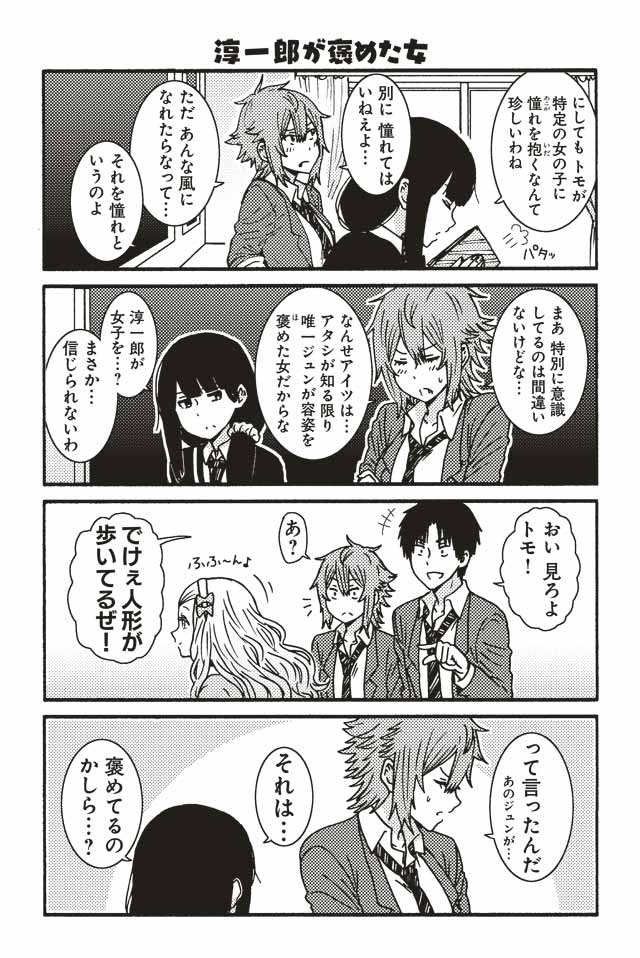 淳一郎が褒めた女
にしても トモが
特定の女の子に
憧れを抱くなんて
珍しいわね
別に 憧れては
いねえよ…
ただ あんな風に
なれたらなって…
それを憧れと
いうのよ
パタッ
まあ 特別に意識
してるのは間違い
ないけどな…
なんせアイツは…
アタシが知る限り
唯一ジュンが容姿を
褒めた女だからな
淳一郎が
女子を…?
まさか…
信じられないわ
おい 見ろよ
トモ!
あ?
ふふ〜んよ
でけぇ人形が
歩いてるぜ!
って言ったんだ
あのジュンが…
それは…
褒めてるの
かしら…?